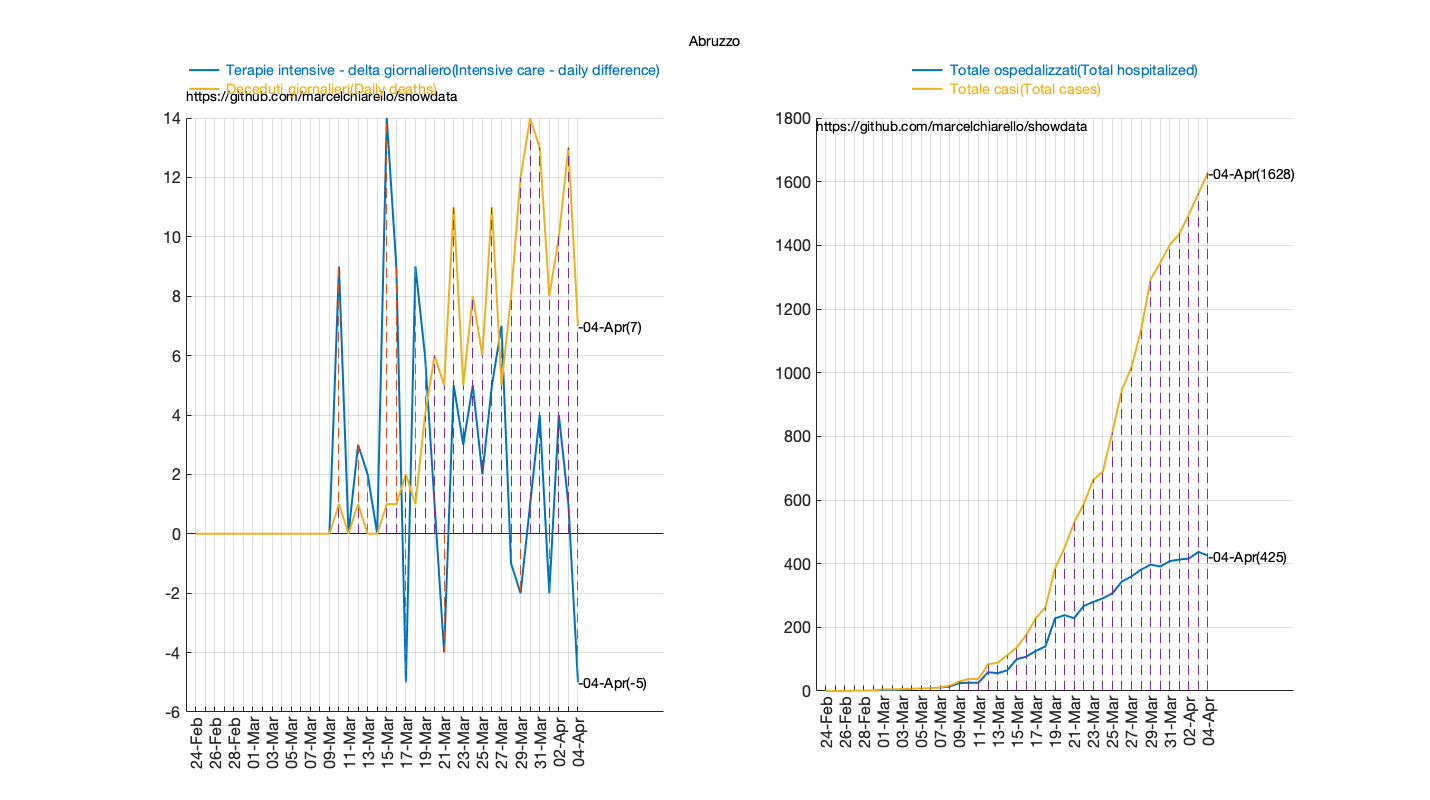 Abruzzo
Terapie intensive - delta giornaliero(Intensive care - daily difference)
Deceduti giornalieri(Daily deaths)
https://github.com/marcelchiarello/showdata
14
12
10
8
6
4
2
0
-2
-4
-6
-04-Apr(7)
-04-Apr(-5)
24-Feb
26-Feb
28-Feb
01-Mar
03-Mar
05-Mar
07-Mar
09-Mar
11-Mar
13-Mar
15-Mar
17-Mar
19-Mar
21-Mar
23-Mar
25-Mar
27-Mar
29-Mar
31-Mar
02-Apr
04-Apr
Totale ospedalizzati(Total hospitalized)
Totale casi(Total cases)
https://github.com/marcelchiarello/showdata
1800
1600
1400
1200
1000
800
600
400
200
0
-04-Apr(1628)
-04-Apr(425)
24-Feb
26-Feb
28-Feb
01-Mar
03-Mar
05-Mar
07-Mar
09-Mar
11-Mar
13-Mar
15-Mar
17-Mar
19-Mar
21-Mar
23-Mar
25-Mar
27-Mar
29-Mar
31-Mar
02-Apr
04-Apr